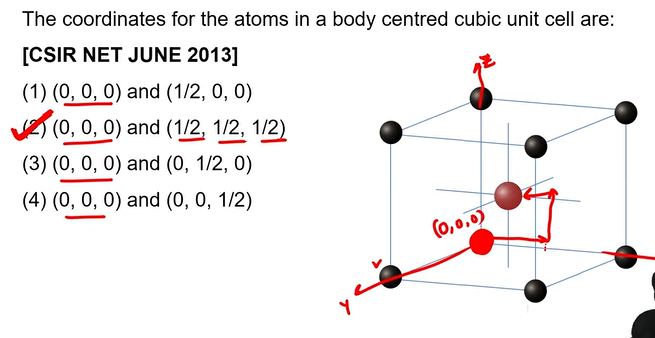 The coordinates for the atoms in a body centred cubic unit cell are:
[CSIR NET JUNE 2013]
(1) (0, 0, 0) and (1/2, 0, 0)
(2) (0, 0, 0) and (1/2, 1/2, 1/2)
(3) (0, 0, 0) and (0, 1/2, 0)
(4) (0, 0, 0) and (0, 0, 1/2)
Z
(0,0,0)
Y